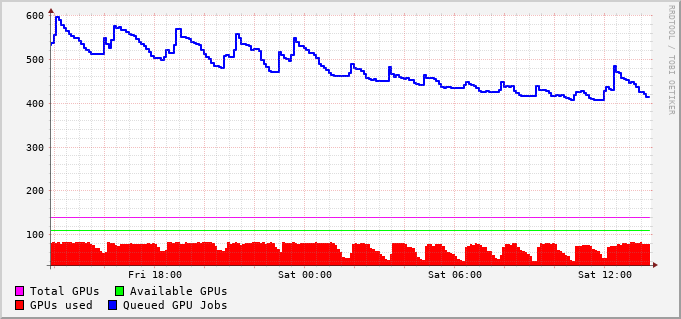 600
500
400
300
200
100
Fri 18:00 Sat 00:00 Sat 06:00 Sat 12:00
Total GPUs Available GPUs
GPUs used Queued GPU Jobs
RRDTOOL / TOBI OETIKER